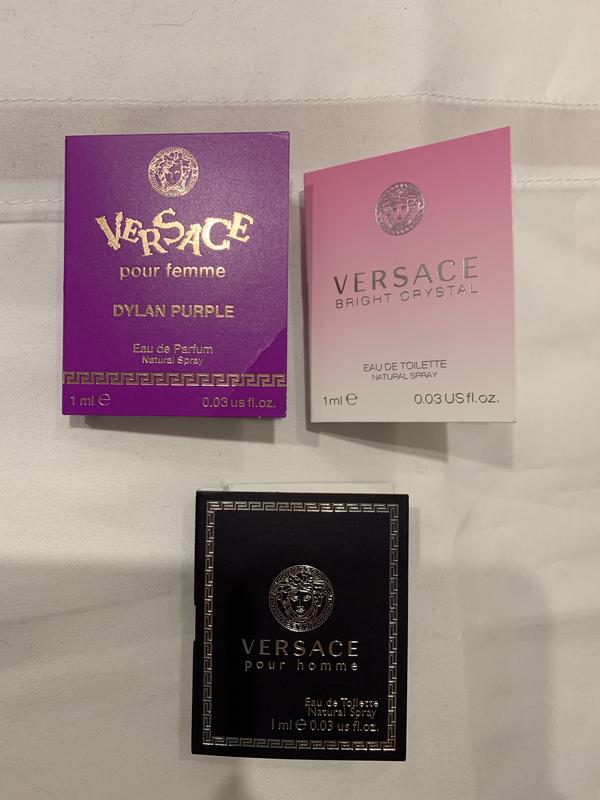 VERSACE
pour femme
DYLAN PURPLE
Eau de Parfum
Natural Spray
1 ml ℮ 0.03 us fl.oz.
VERSACE
BRIGHT CRYSTAL
EAU DE TOILETTE
NATURAL SPRAY
1ml ℮ 0.03 US fl.oz.
VERSACE
pour homme
Eau de Toilette
Natural Spray
1 ml ℮ 0.03 us fl.oz.